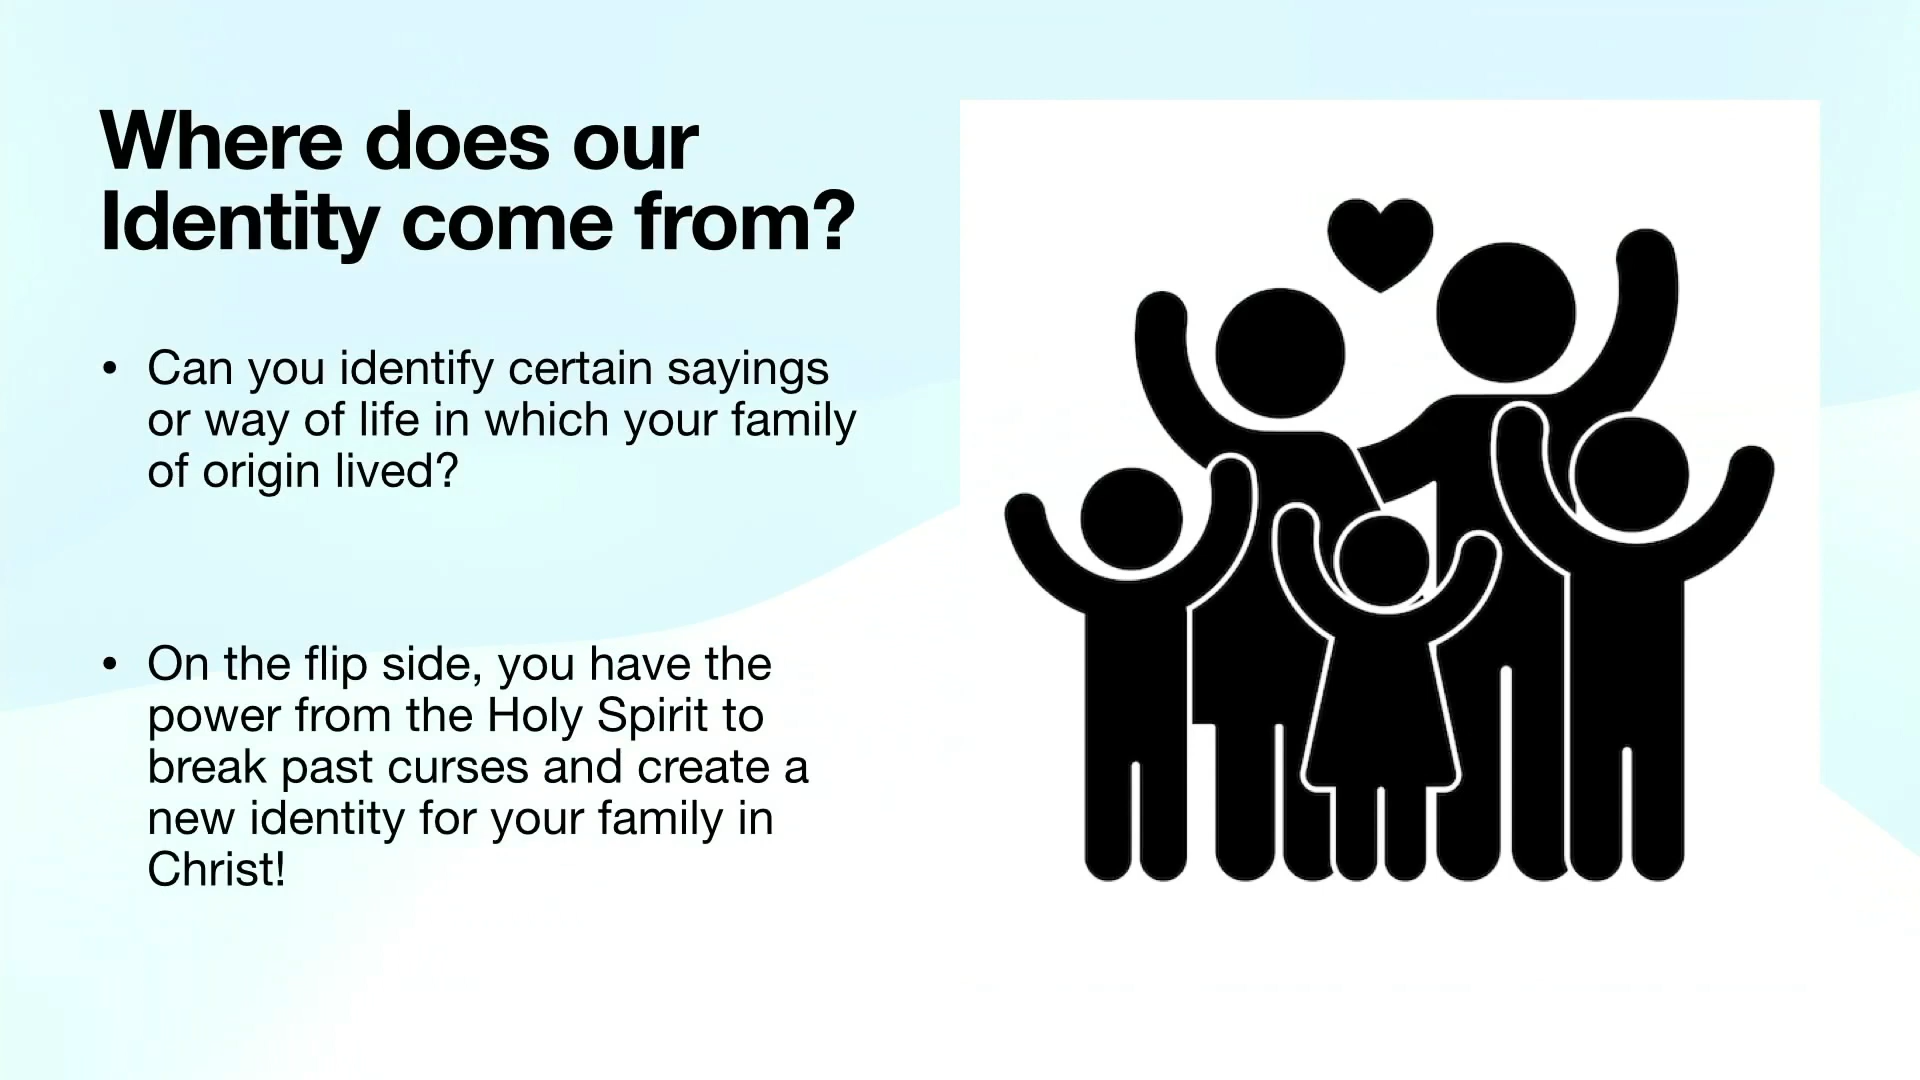 Where does our
Identity come from?
• Can you identify certain sayings
or way of life in which your family
of origin lived?
• On the flip side, you have the
power from the Holy Spirit to
break past curses and create a
new identity for your family in
Christ!